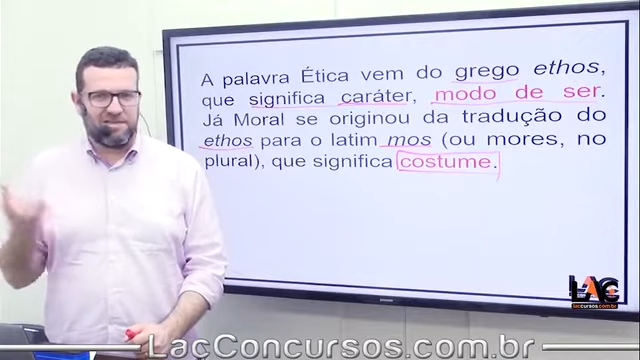 A palavra Ética vem do grego ethos,
que significa caráter, modo de ser.
Já Moral se originou da tradução do
ethos para o latim mos (ou mores, no
plural), que significa costume.
LAC
laccursos.com.br
LacConcursos.com.br